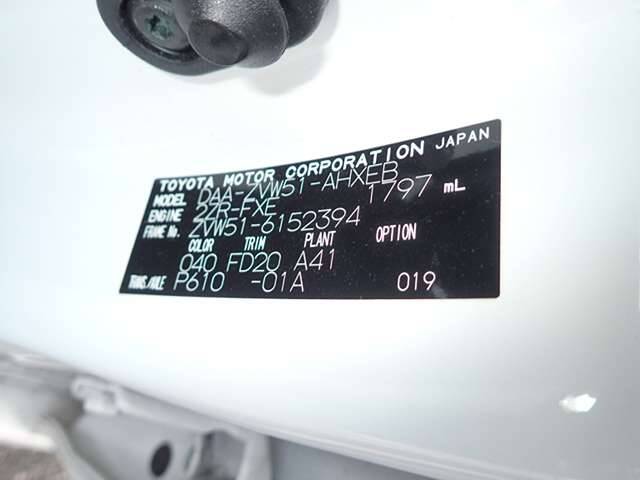 TOYOTA MOTOR CORPORATION JAPAN
MODEL DAA-ZVW51-AHXEB
ENGINE 2ZR-FXE 1797 mL
FRAME No. ZVW51-6152394
COLOR TRIM PLANT OPTION
040 FD20 A41
TRANS/AXLE P610 -01A 019